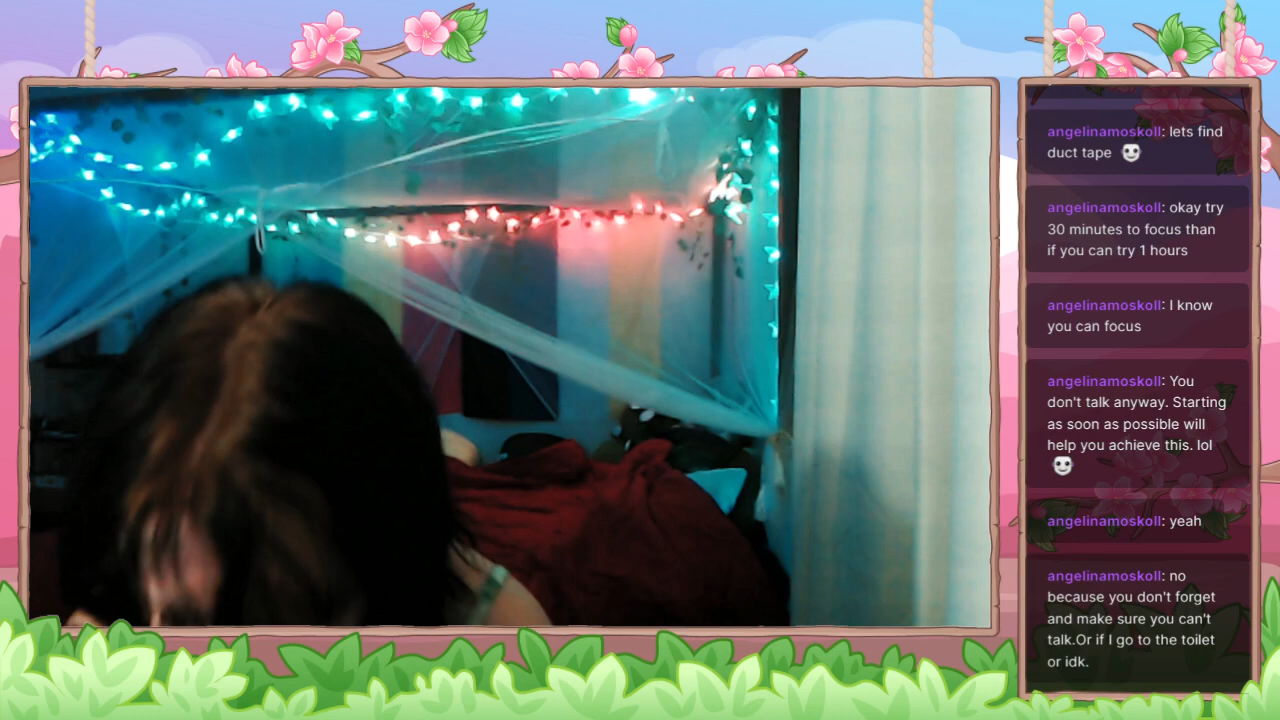 angelinamoskoll: lets find
duct tape
angelinamoskoll: okay try
30 minutes to focus than
if you can try 1 hours
angelinamoskoll: I know
you can focus
angelinamoskoll: You
don't talk anyway. Starting
as soon as possible will
help you achieve this. lol
angelinamoskoll: yeah
angelinamoskoll: no
because you don't forget
and make sure you can't
talk.Or if I go to the toilet
or idk.